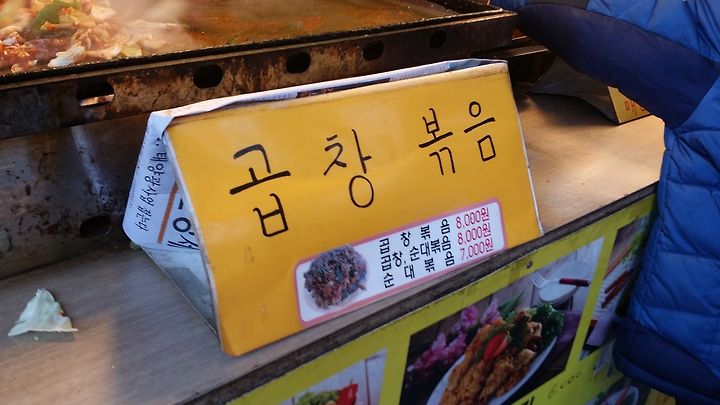 곱창 볶음
곱창볶음 8,000원
곱창,순대볶음 8,000원
순대볶음 7,000원